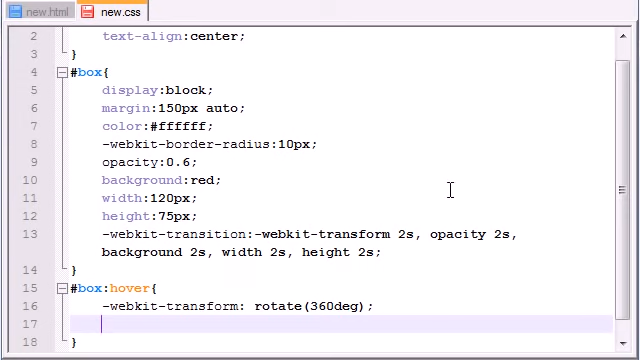 new.html new.css
2 text-align:center;
3 }
4 #box{
5 display:block;
6 margin:150px auto;
7 color:#ffffff;
8 -webkit-border-radius:10px;
9 opacity:0.6;
10 background:red;
11 width:120px;
12 height:75px;
13 -webkit-transition:-webkit-transform 2s, opacity 2s,
background 2s, width 2s, height 2s;
14 }
15 #box:hover{
16 -webkit-transform: rotate(360deg);
17
18 }